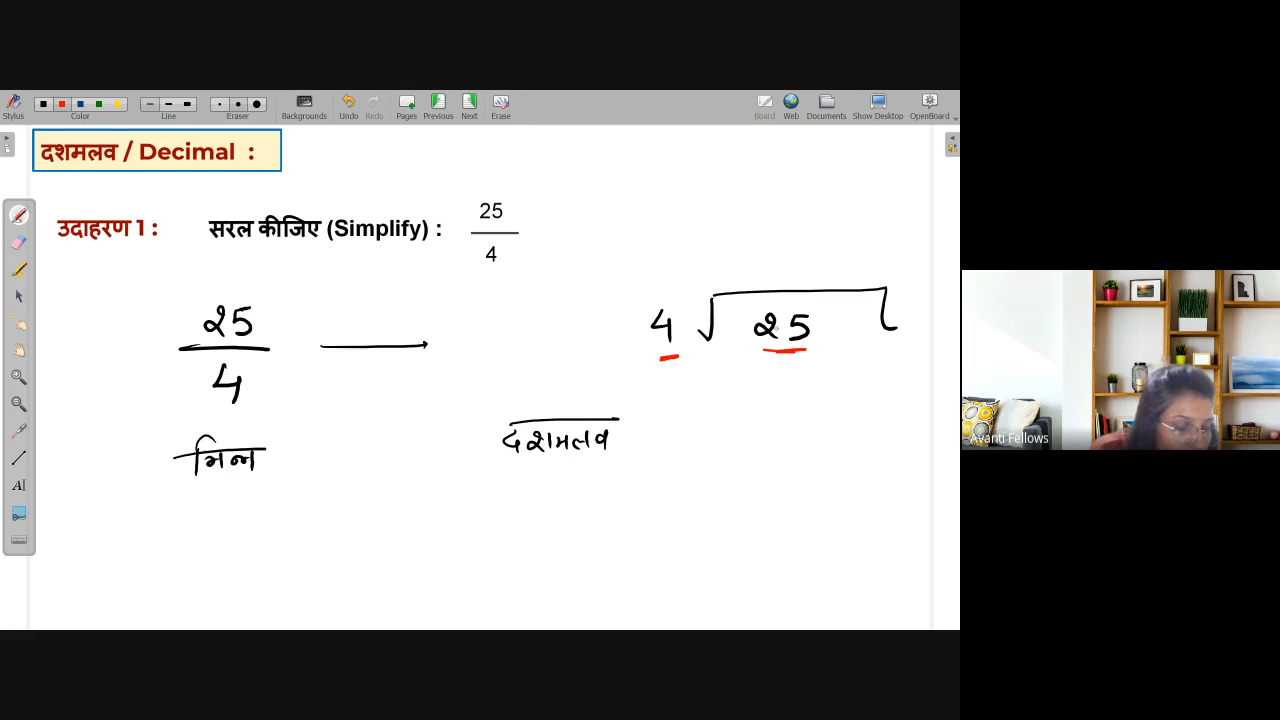 Stylus
Color
Line
Eraser
Backgrounds
Undo
Redo
Pages
Previous
Next
Erase
Board
Web
Documents
Show Desktop
OpenBoard
दशमलव / Decimal :
उदाहरण 1 : सरल कीजिए (Simplify) : 25
4
25
4
4 25
भिन्न
दशमलव
Avanti Fellows